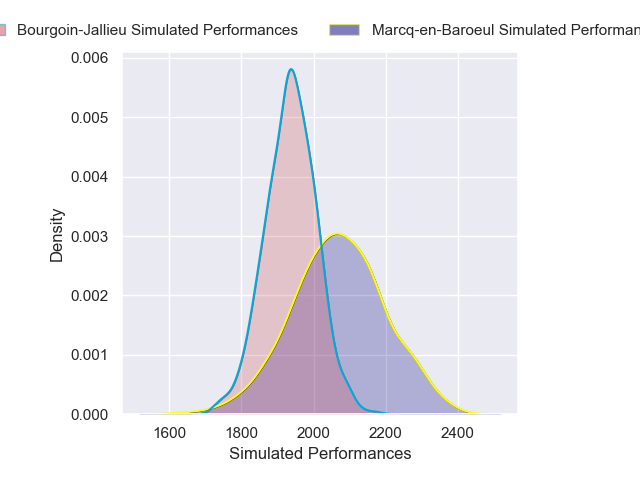 Bourgoin-Jallieu Simulated Performances Marcq-en-Baroeul Simulated
0.006
0.005
0.004
0.003
0.002
0.001
0.000
Density
1600 1800 2000 2200 2400
Simulated Performances